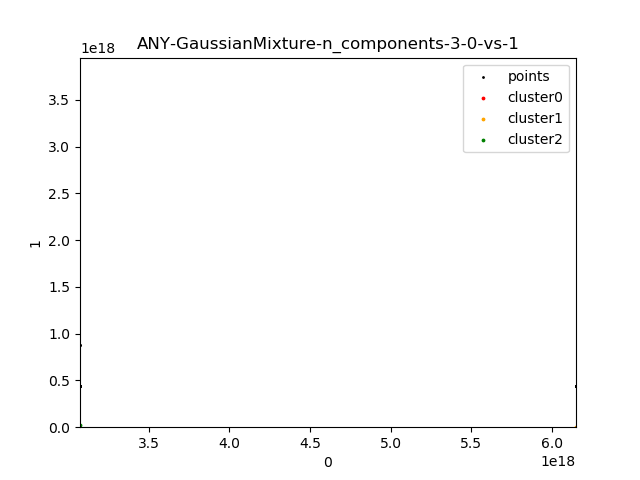 ANY-GaussianMixture-n_components-3-0-vs-1
1e18
points
cluster0
cluster1
cluster2
3.5
3.0
2.5
2.0
1.5
1.0
0.5
0.0
1
3.5
4.0
4.5
5.0
5.5
6.0
0
1e18